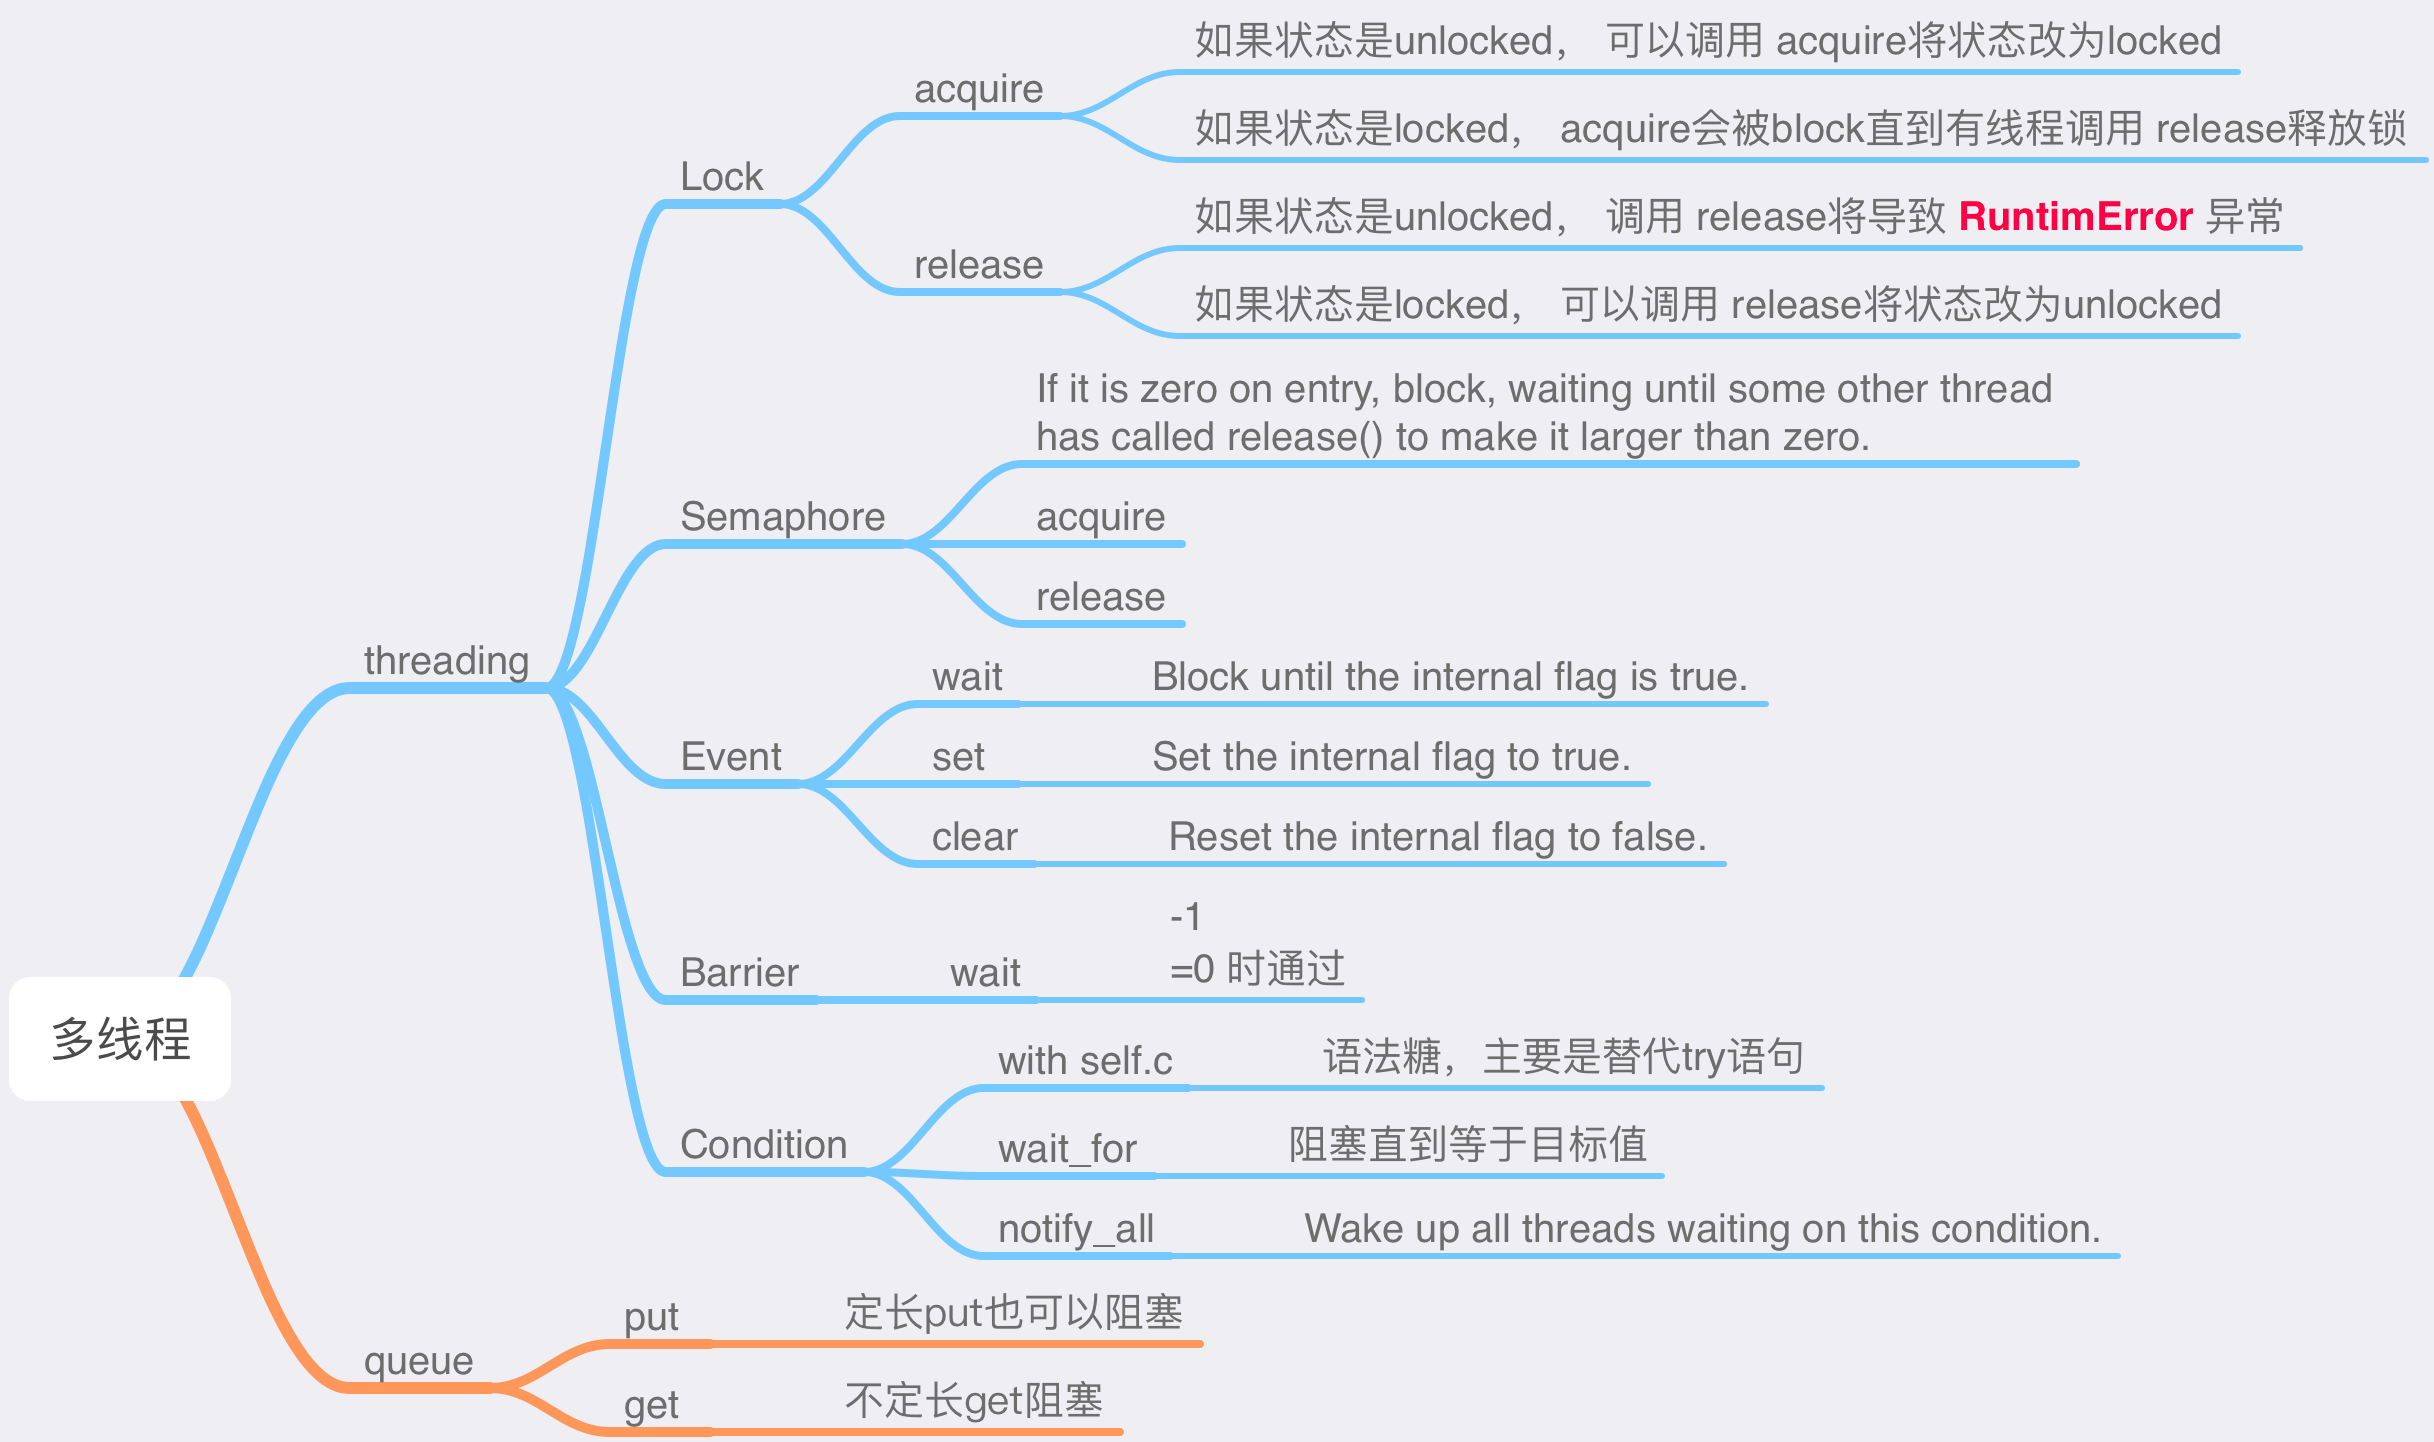 多线程
threading
Lock
acquire
如果状态是unlocked， 可以调用 acquire将状态改为locked
如果状态是locked， acquire会被block直到有线程调用 release释放锁
release
如果状态是unlocked， 调用 release将导致 RuntimError 异常
如果状态是locked， 可以调用 release将状态改为unlocked
Semaphore
If it is zero on entry, block, waiting until some other thread
has called release() to make it larger than zero.
acquire
release
Event
wait
Block until the internal flag is true.
set
Set the internal flag to true.
clear
Reset the internal flag to false.
Barrier
wait
-1
=0 时通过
Condition
with self.c
语法糖，主要是替代try语句
wait_for
阻塞直到等于目标值
notify_all
Wake up all threads waiting on this condition.
queue
put
定长put也可以阻塞
get
不定长get阻塞